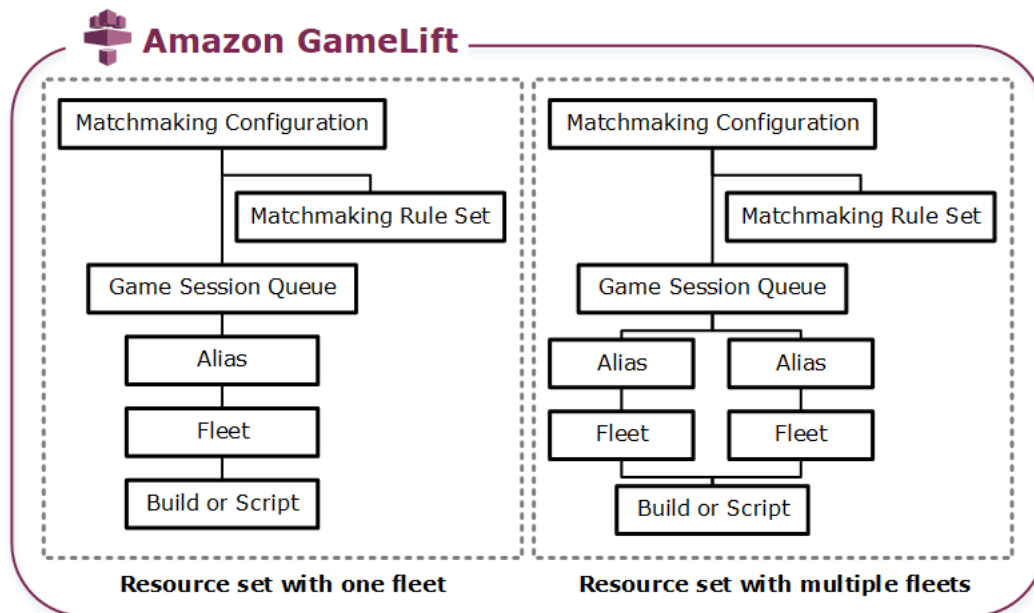 Amazon GameLift
Matchmaking Configuration
Matchmaking Rule Set
Game Session Queue
Alias
Fleet
Build or Script
Resource set with one fleet
Matchmaking Configuration
Matchmaking Rule Set
Game Session Queue
Alias
Alias
Fleet
Fleet
Build or Script
Resource set with multiple fleets